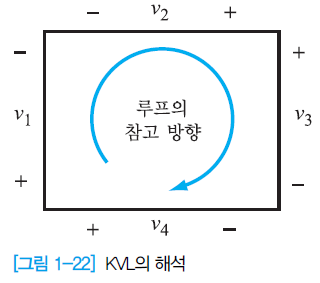 − v2 +
− +
v1 루프의 v3
참고 방향
+ −
+ v4 −
[그림 1-22] KVL의 해석